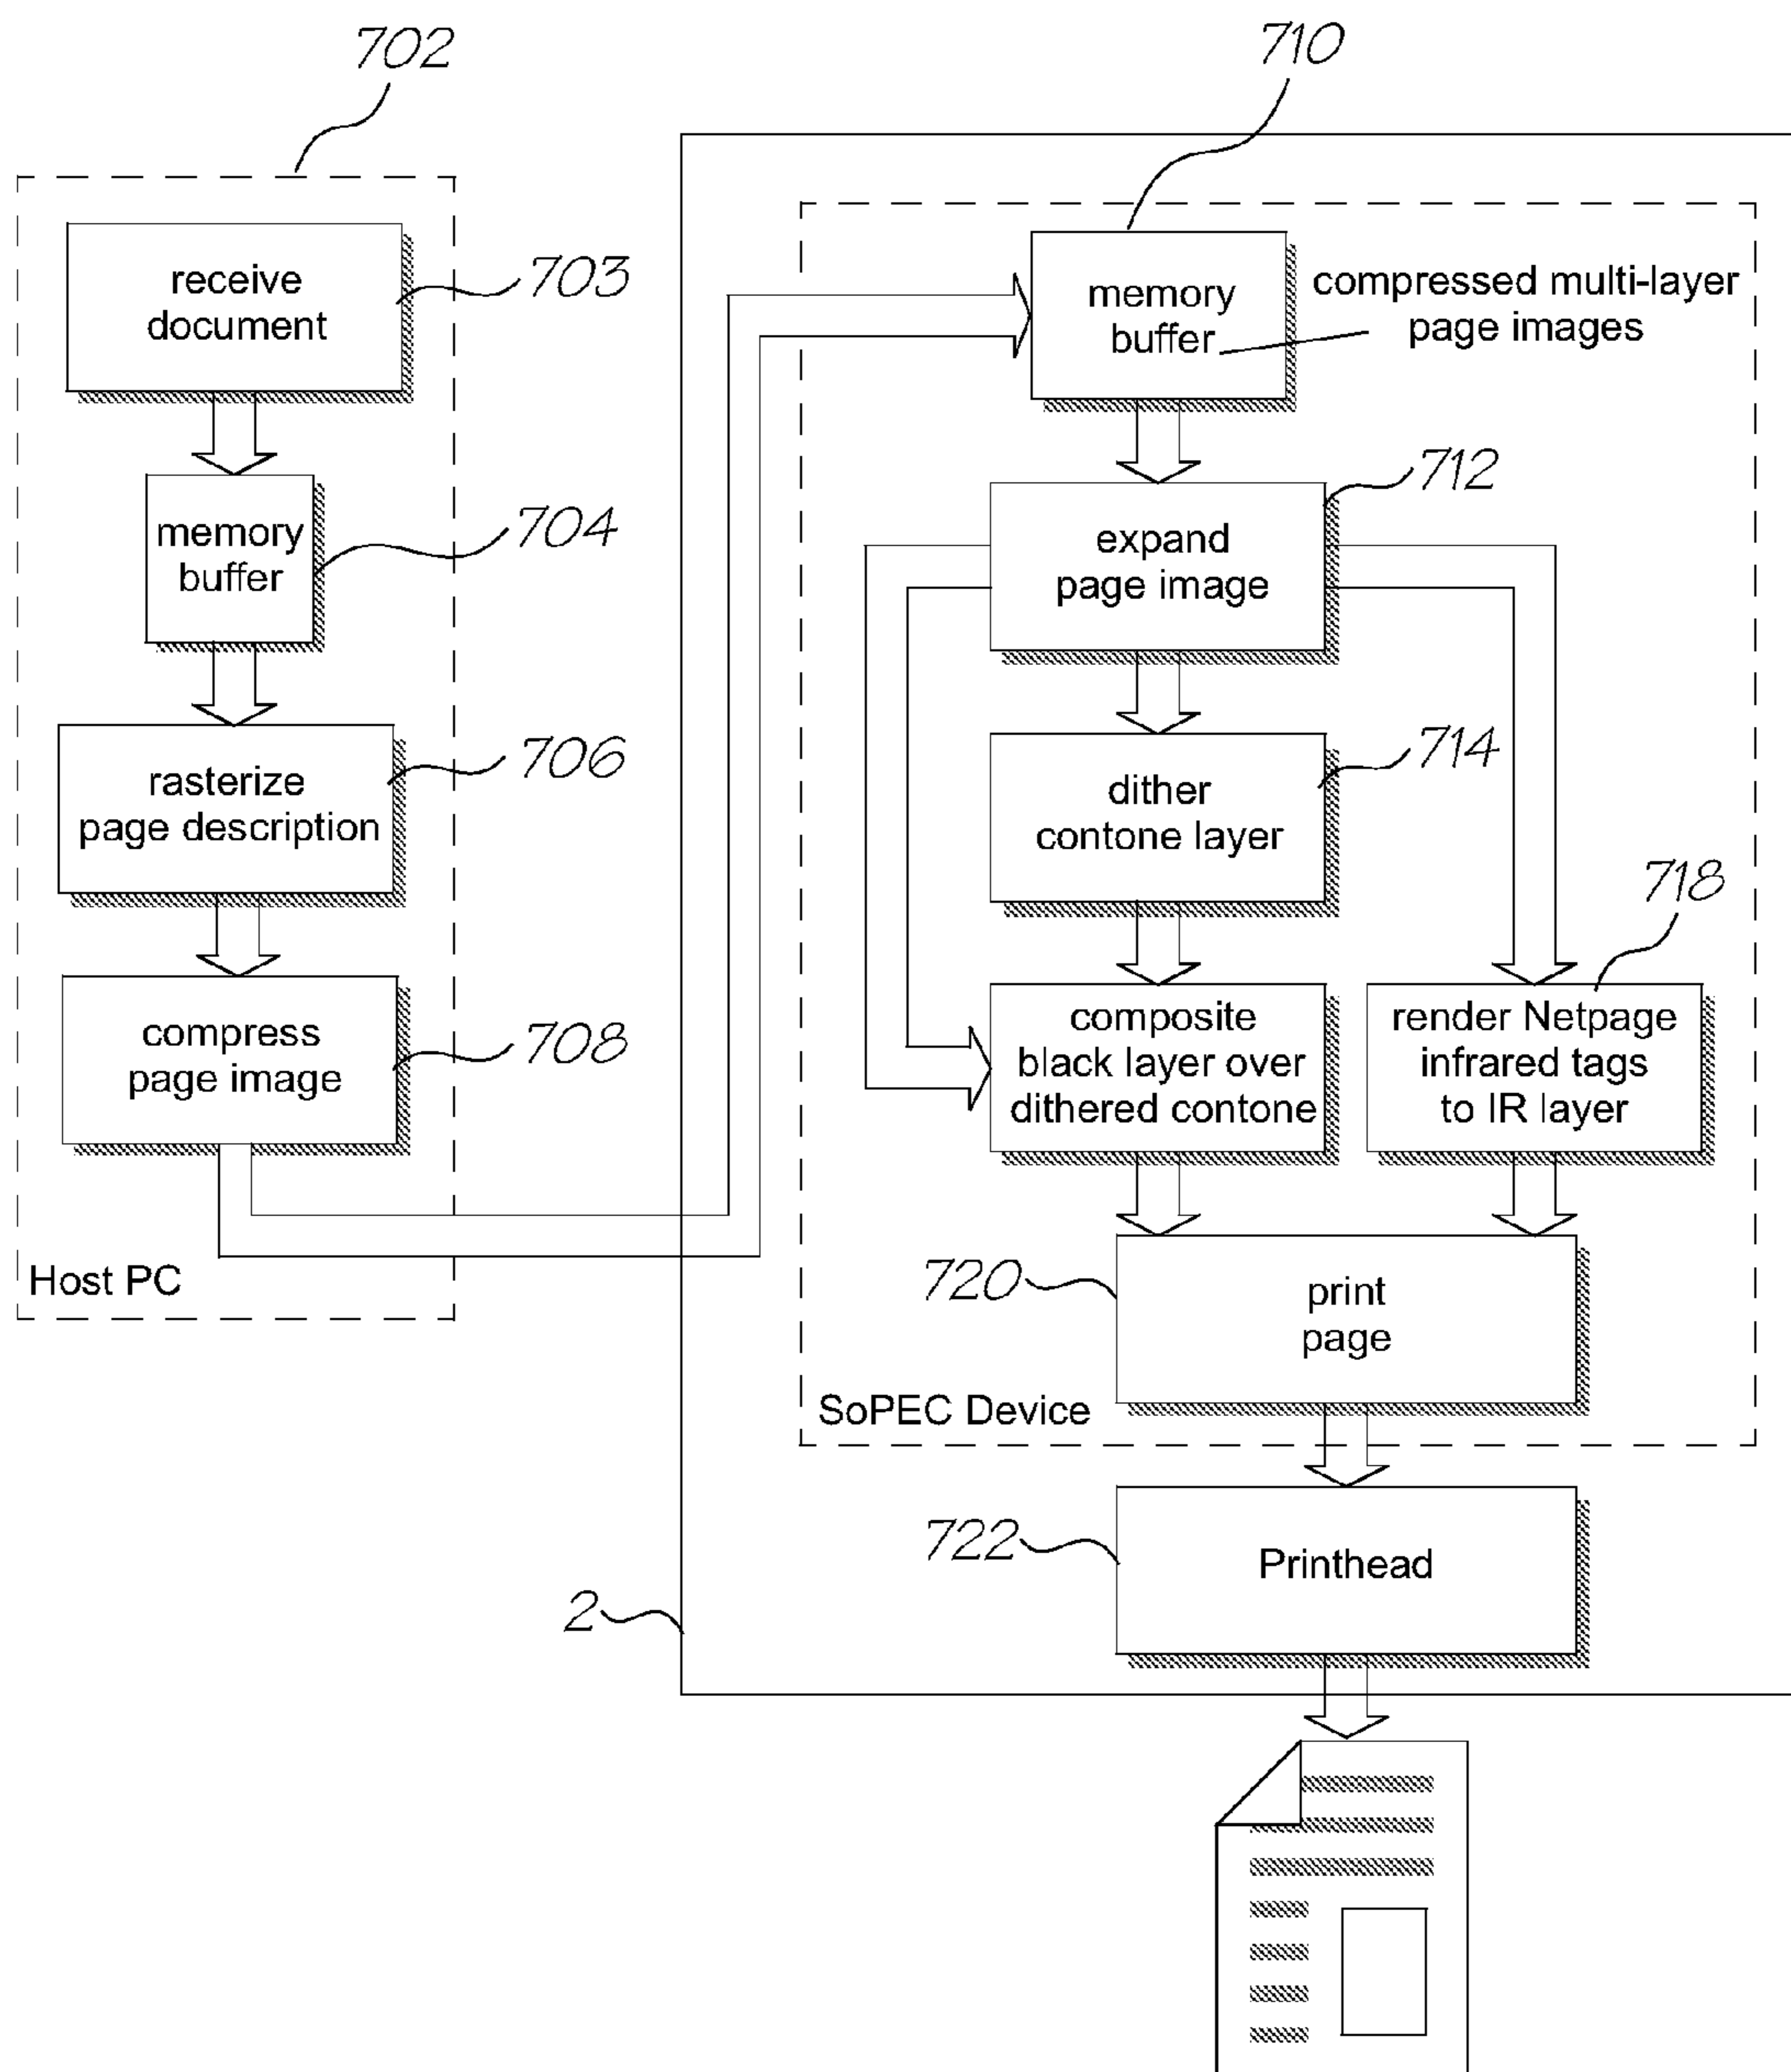 702
receive
document
703
memory
buffer
704
rasterize
page description
706
compress
page image
708
Host PC
710
memory
buffer
compressed multi-layer
page images
expand
page image
712
dither
contone layer
714
composite
black layer over
dithered contone
718
render Netpage
infrared tags
to IR layer
720
print
page
SoPEC Device
722
Printhead
2